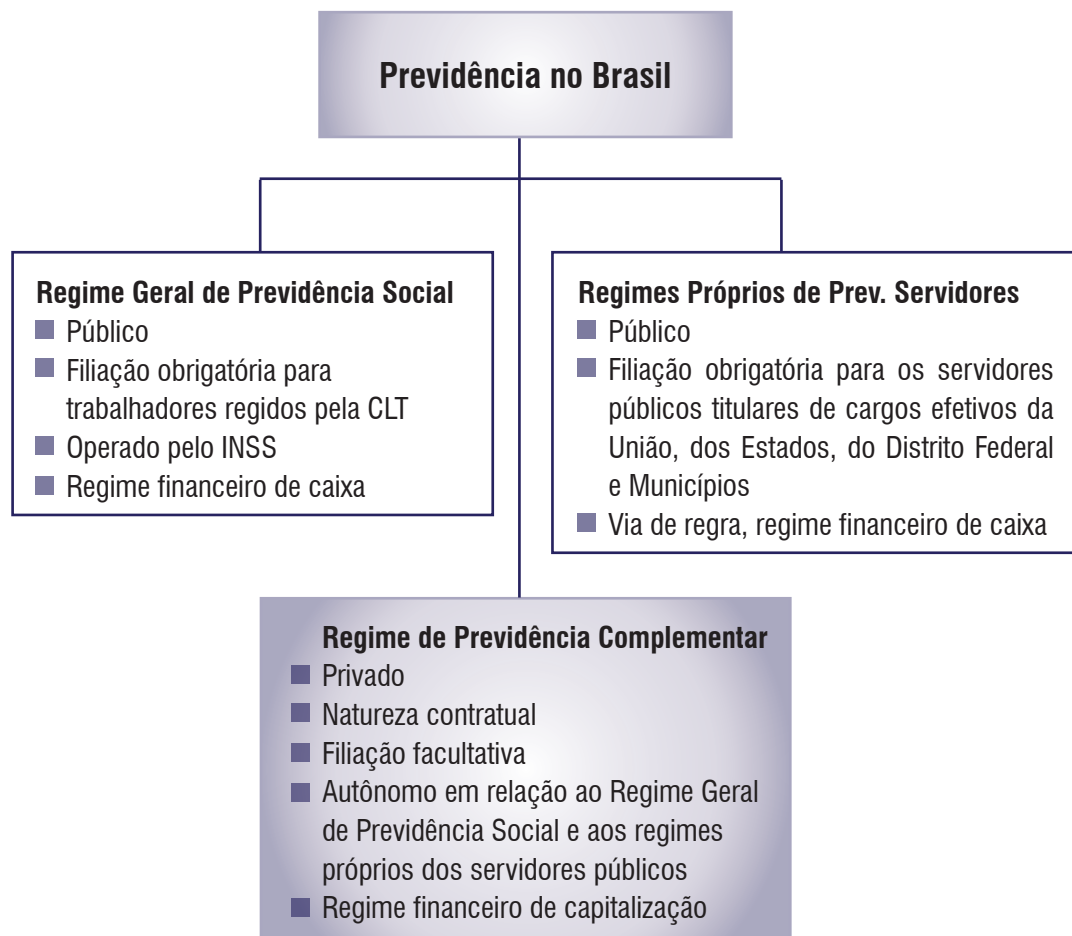 Previdência no Brasil
Regime Geral de Previdência Social
Público
Filiação obrigatória para
trabalhadores regidos pela CLT
Operado pelo INSS
Regime financeiro de caixa
Regimes Próprios de Prev. Servidores
Público
Filiação obrigatória para os servidores
públicos titulares de cargos efetivos da
União, dos Estados, do Distrito Federal
e Municípios
Via de regra, regime financeiro de caixa
Regime de Previdência Complementar
Privado
Natureza contratual
Filiação facultativa
Autônomo em relação ao Regime Geral
de Previdência Social e aos regimes
próprios dos servidores públicos
Regime financeiro de capitalização